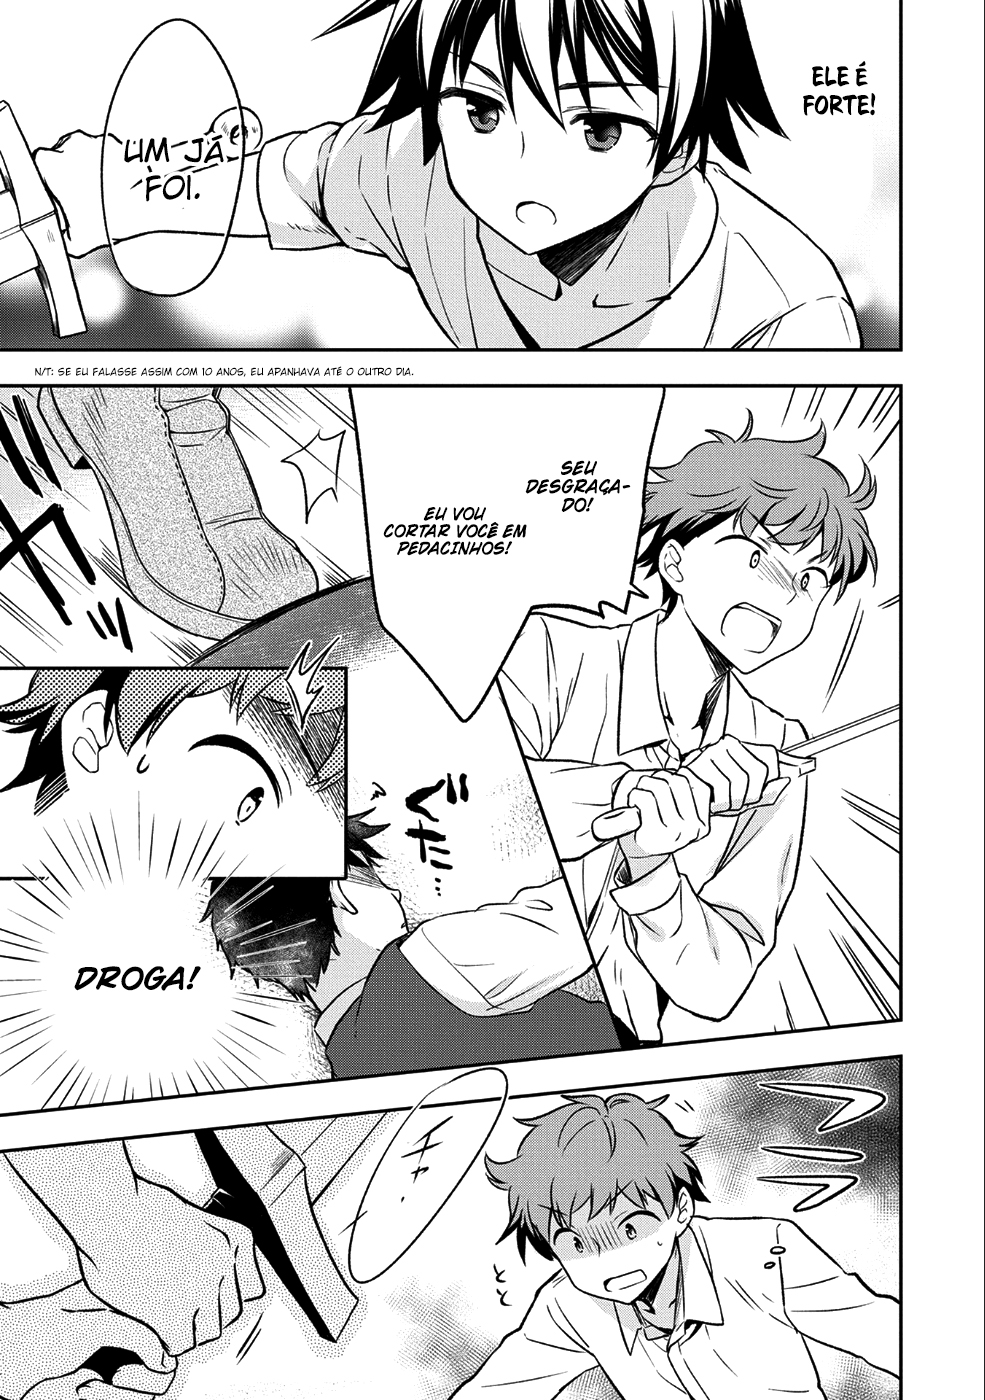 ELE É
FORTE!
UM JÁ
FOI.
N/T: SE EU FALASSE ASSIM COM 10 ANOS, EU APANHAVA ATÉ O OUTRO DIA.
SEU
DESGRAÇA-
DO!
EU VOU
CORTAR VOCÊ EM
PEDACINHOS!
ぐたっ…
DROGA!